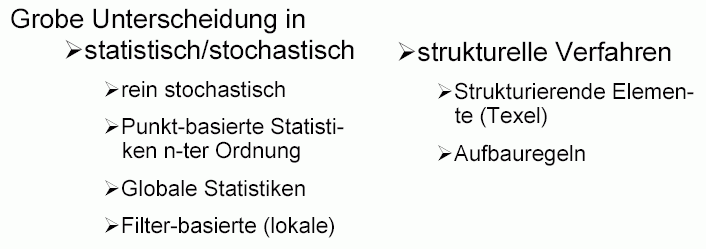 Grobe Unterscheidung in
➢statistisch/stochastisch
➢rein stochastisch
➢Punkt-basierte Statisti-
ken n-ter Ordnung
➢Globale Statistiken
➢Filter-basierte (lokale)
➢strukturelle Verfahren
➢Strukturierende Elemen-
te (Texel)
➢Aufbauregeln